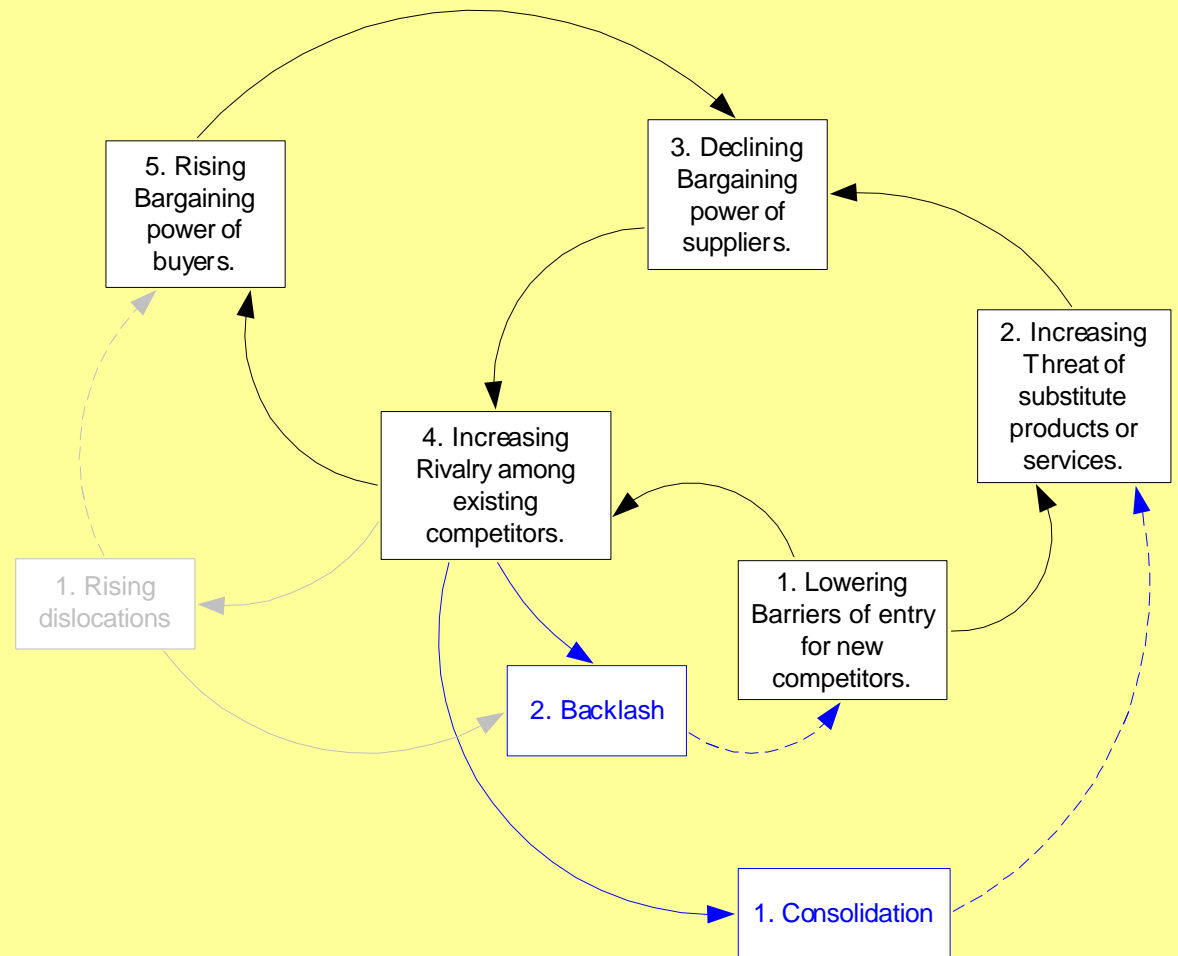 5. Rising
Bargaining
power of
buyers.
3. Declining
Bargaining
power of
suppliers.
2. Increasing
Threat of
substitute
products or
services.
4. Increasing
Rivalry among
existing
competitors.
1. Rising
dislocations
1. Lowering
Barriers of entry
for new
competitors.
2. Backlash
1. Consolidation